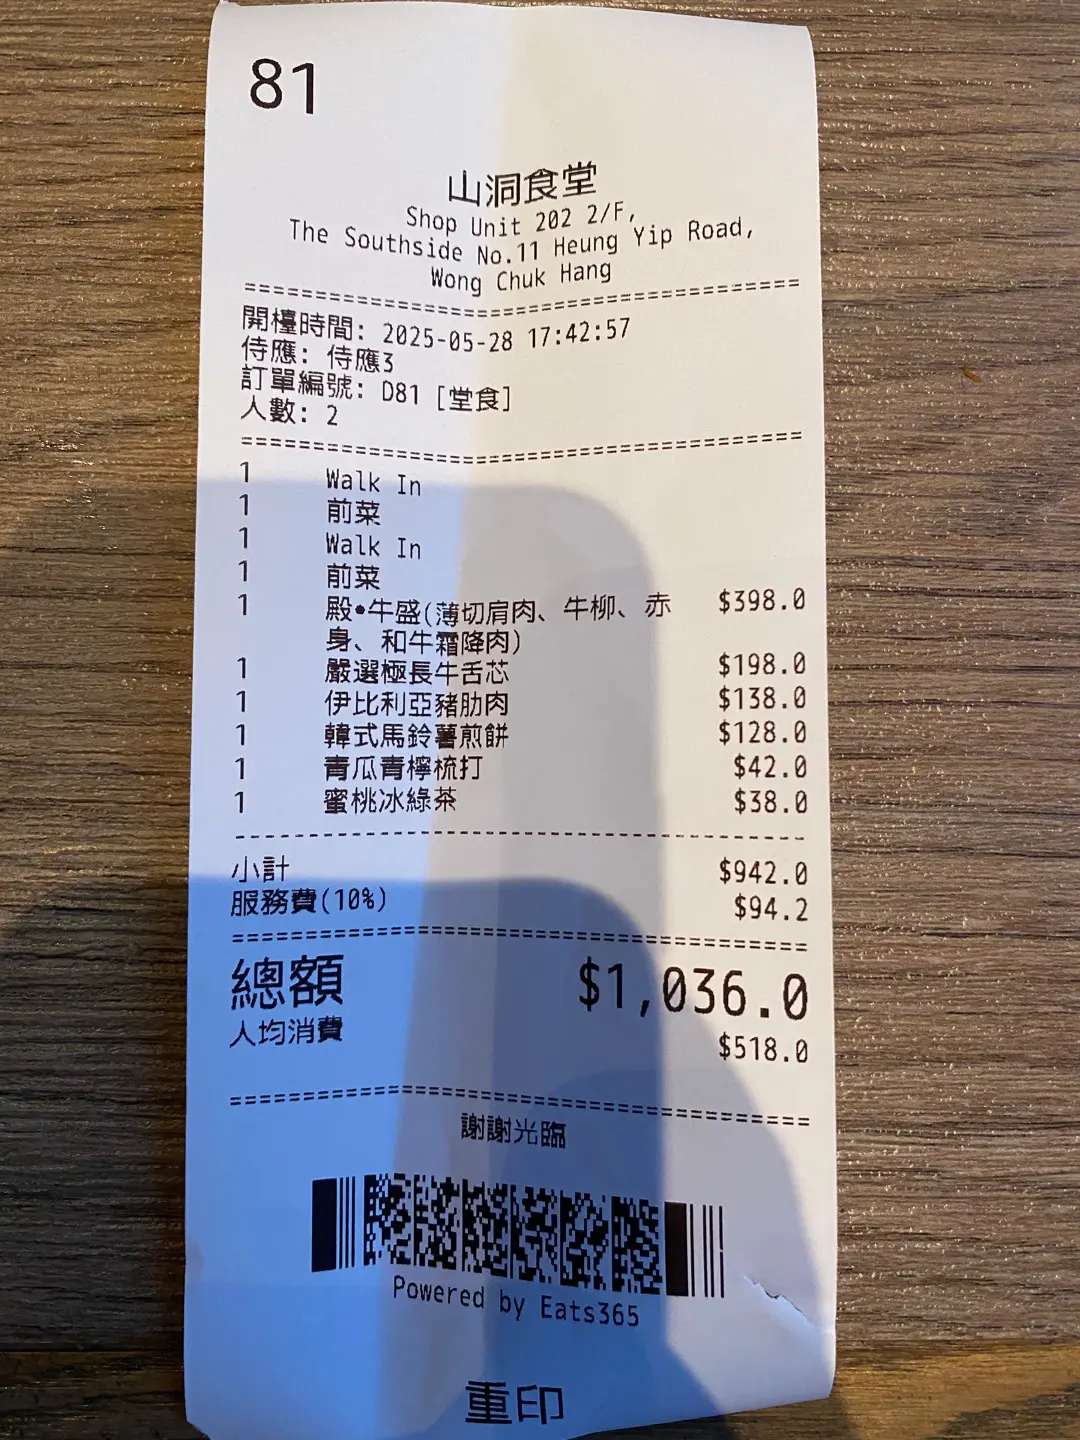 81
山洞食堂
Shop Unit 202 2/F,
The Southside No.11 Heung Yip Road,
Wong Chuk Hang
開檯時間: 2025-05-28 17:42:57
侍應: 侍應3
訂單編號: D81 [堂食]
人數: 2
1 Walk In
1 前菜
1 Walk In
1 前菜
1 殿•牛盛(薄切肩肉、牛柳、赤 $398.0
身、和牛霜降肉)
1 嚴選極長牛舌芯 $198.0
1 伊比利亞豬肋肉 $138.0
1 韓式馬鈴薯煎餅 $128.0
1 青瓜青檸梳打 $42.0
1 蜜桃冰綠茶 $38.0
小計 $942.0
服務費(10%) $94.2
總額 $1,036.0
人均消費 $518.0
謝謝光臨
Powered by Eats365
重印